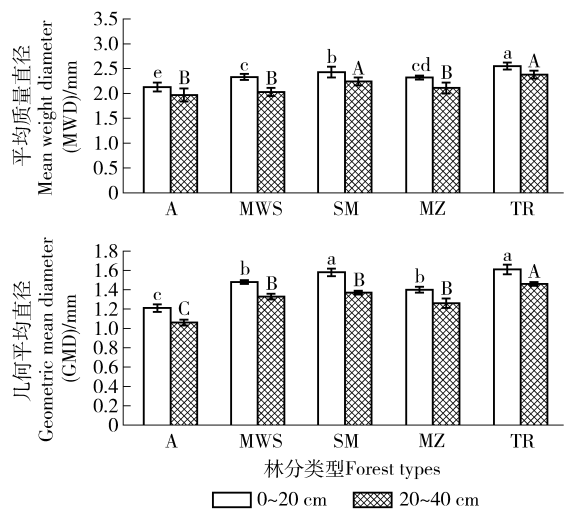 平均质量直径
Mean weight diameter
(MWD)/mm
3.5
3.0
2.5
2.0
1.5
1.0
0.5
0
e B c B b A cd B a A
A MWS SM MZ TR
几何平均直径
Geometric mean diameter
(GMD)/mm
1.8
1.6
1.4
1.2
1.0
0.8
0.6
0.4
0.2
0
c C b B a B b B a A
A MWS SM MZ TR
林分类型Forest types
0~20 cm 20~40 cm